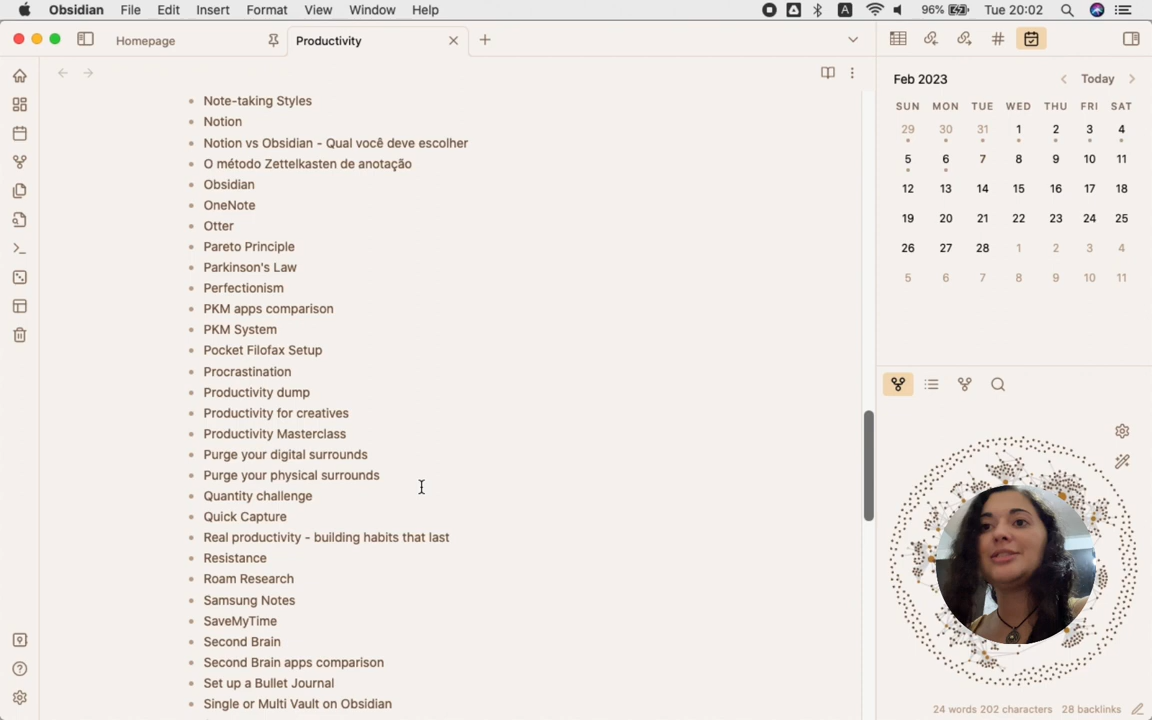 Obsidian File Edit Insert Format View Window Help
A 96% Tue 20:02
Homepage
Productivity
Note-taking Styles
Notion
Notion vs Obsidian - Qual você deve escolher
O método Zettelkasten de anotação
Obsidian
OneNote
Otter
Pareto Principle
Parkinson's Law
Perfectionism
PKM apps comparison
PKM System
Pocket Filofax Setup
Procrastination
Productivity dump
Productivity for creatives
Productivity Masterclass
Purge your digital surrounds
Purge your physical surrounds
Quantity challenge
Quick Capture
Real productivity - building habits that last
Resistance
Roam Research
Samsung Notes
SaveMyTime
Second Brain
Second Brain apps comparison
Set up a Bullet Journal
Single or Multi Vault on Obsidian
Feb 2023 Today
SUN MON TUE WED THU FRI SAT
29 30 31 1 2 3 4
5 6 7 8 9 10 11
12 13 14 15 16 17 18
19 20 21 22 23 24 25
26 27 28 1 2 3 4
5 6 7 8 9 10 11
24 words 202 characters 28 backlinks